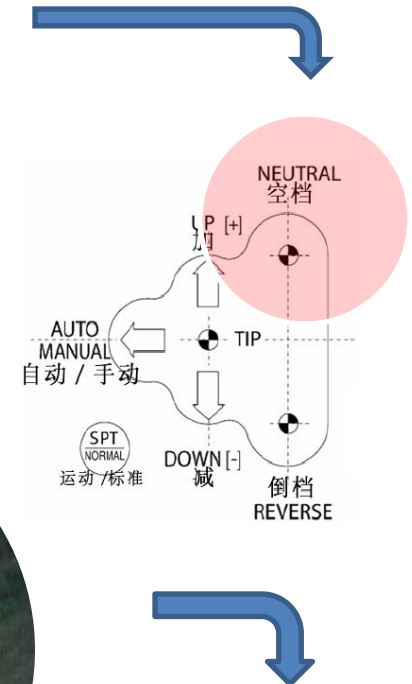 NEUTRAL
空档
UP [+]
加
AUTO
MANUAL
自动 / 手动
TIP
SPT
NORMAL
运动 /标准
DOWN [-]
减
倒档
REVERSE